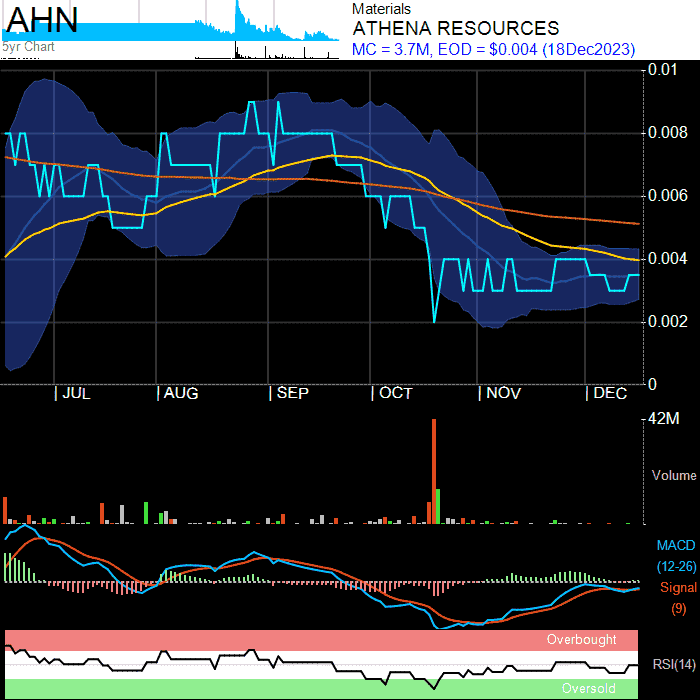 AHN
5yr Chart
Materials
ATHENA RESOURCES
MC = 3.7M, EOD = $0.004 (18Dec2023)
0.01
0.008
0.006
0.004
0.002
0
JUL AUG SEP OCT NOV DEC
42M
Volume
MACD
(12-26)
Signal
(9)
Overbought
RSI(14)
Oversold